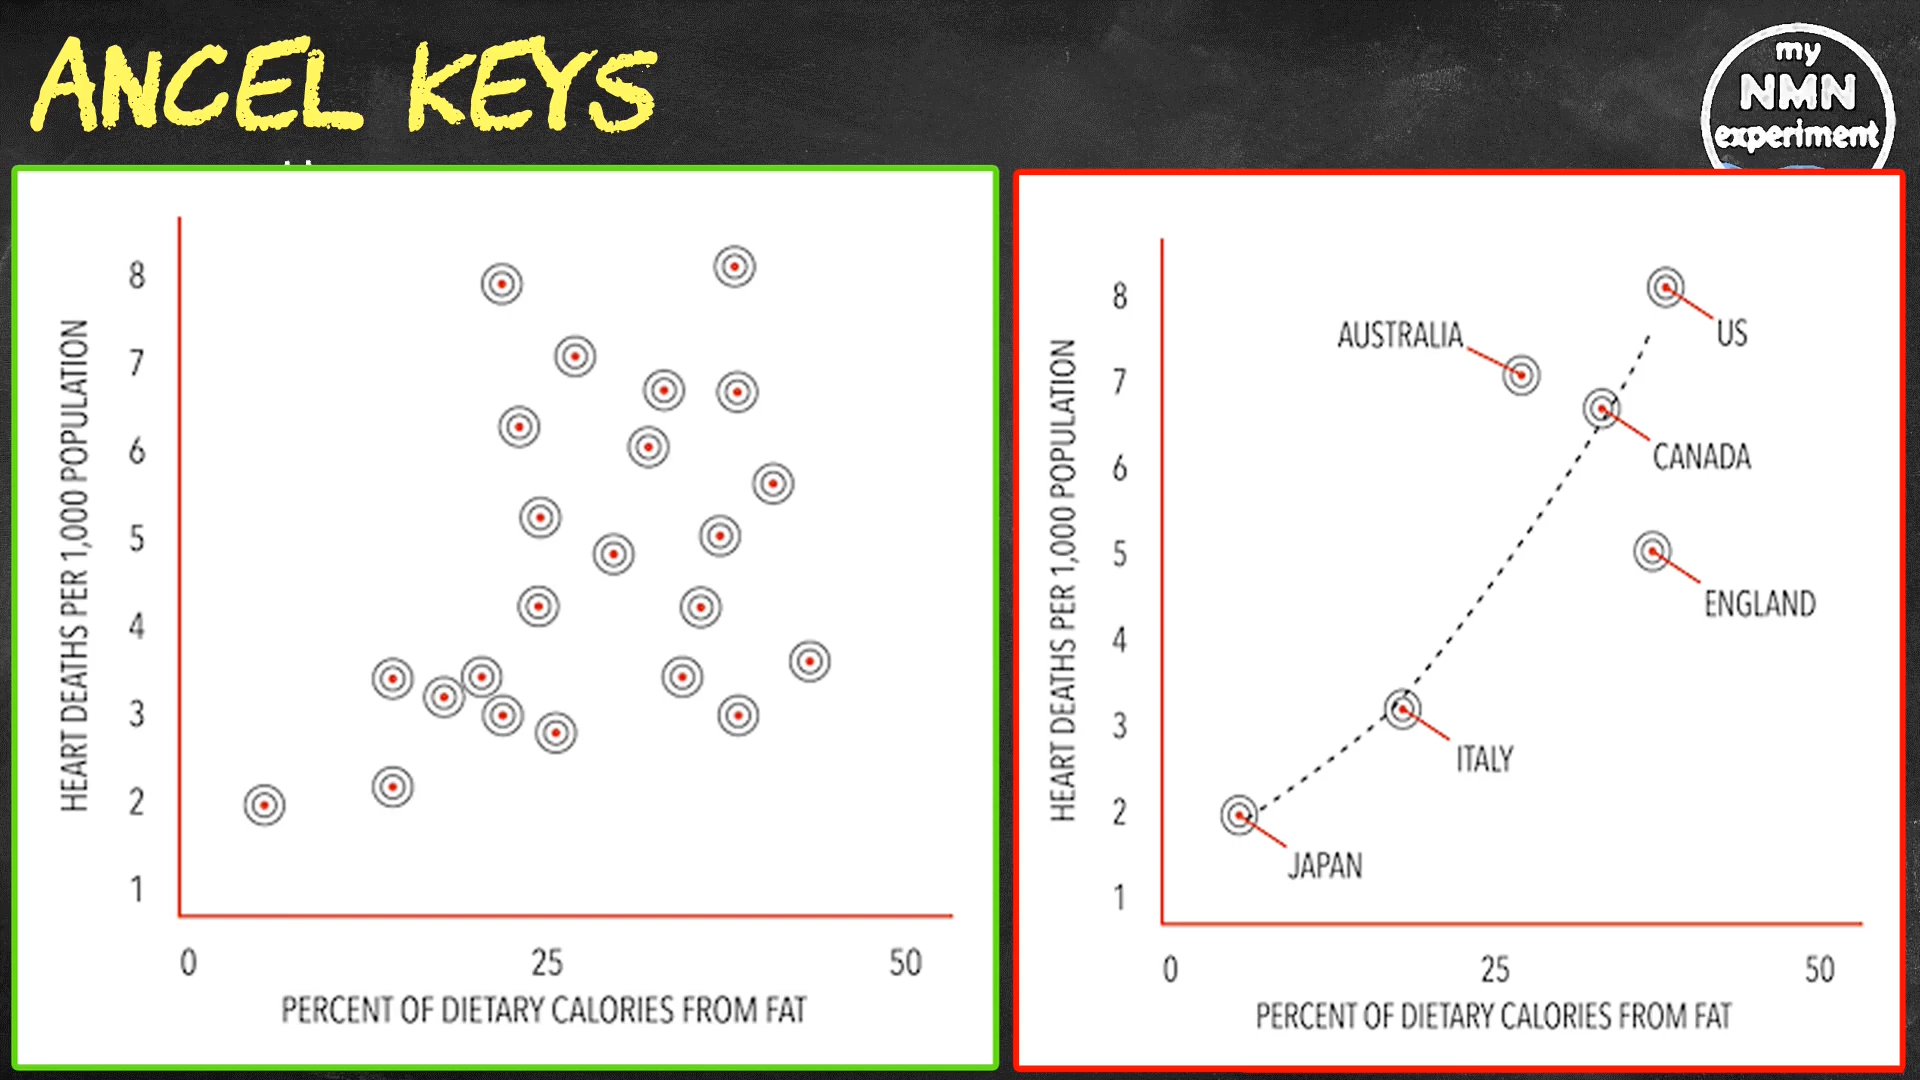 ANCEL KEYS
my
NMN
experiment
HEART DEATHS PER 1,000 POPULATION
8
7
6
5
4
3
2
1
0 25 50
PERCENT OF DIETARY CALORIES FROM FAT
HEART DEATHS PER 1,000 POPULATION
8
7
6
5
4
3
2
1
AUSTRALIA
US
CANADA
ENGLAND
ITALY
JAPAN
0 25 50
PERCENT OF DIETARY CALORIES FROM FAT